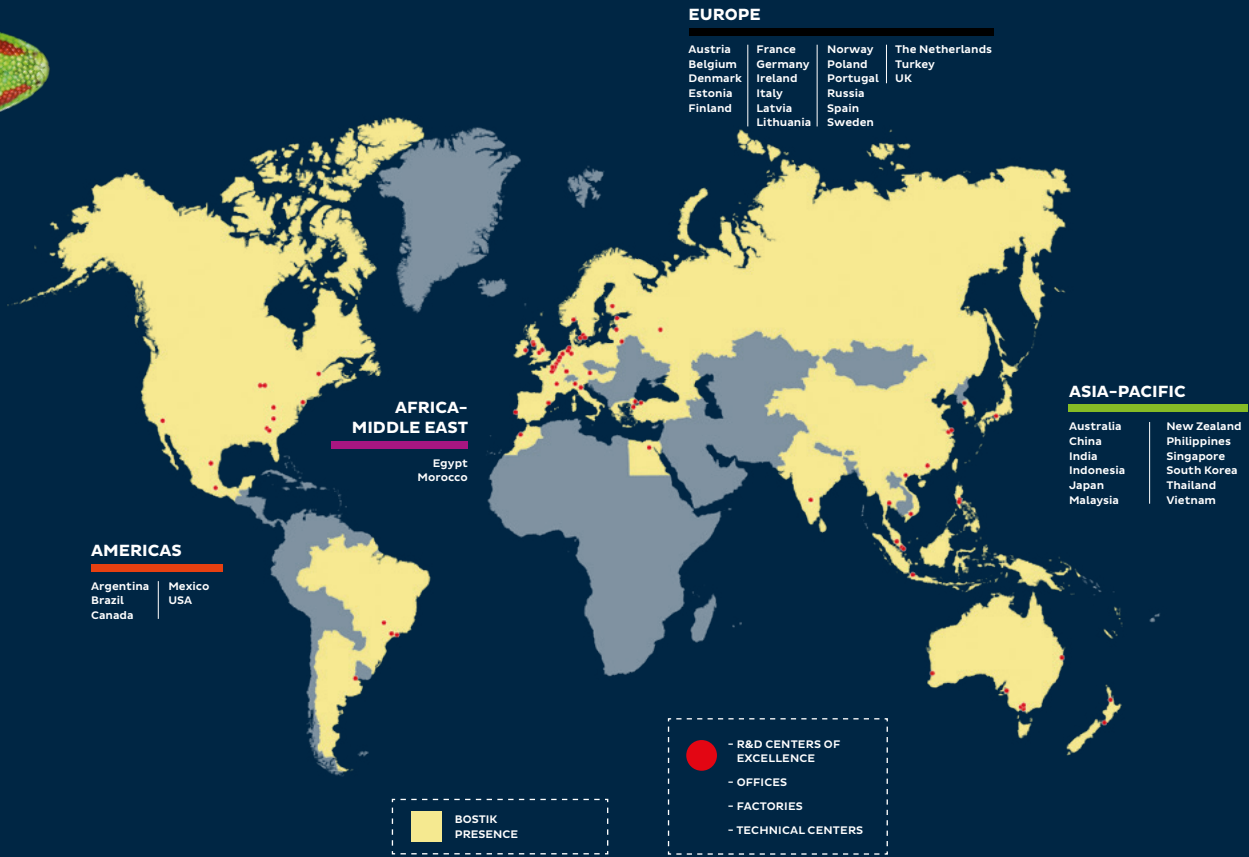 EUROPE
Austria
Belgium
Denmark
Estonia
Finland
France
Germany
Ireland
Italy
Latvia
Lithuania
Norway
Poland
Portugal
Russia
Spain
Sweden
The Netherlands
Turkey
UK
AFRICA-
MIDDLE EAST
Egypt
Morocco
ASIA-PACIFIC
Australia
China
India
Indonesia
Japan
Malaysia
New Zealand
Philippines
Singapore
South Korea
Thailand
Vietnam
AMERICAS
Argentina
Brazil
Canada
Mexico
USA
- R&D CENTERS OF
EXCELLENCE
- OFFICES
- FACTORIES
- TECHNICAL CENTERS
BOSTIK
PRESENCE